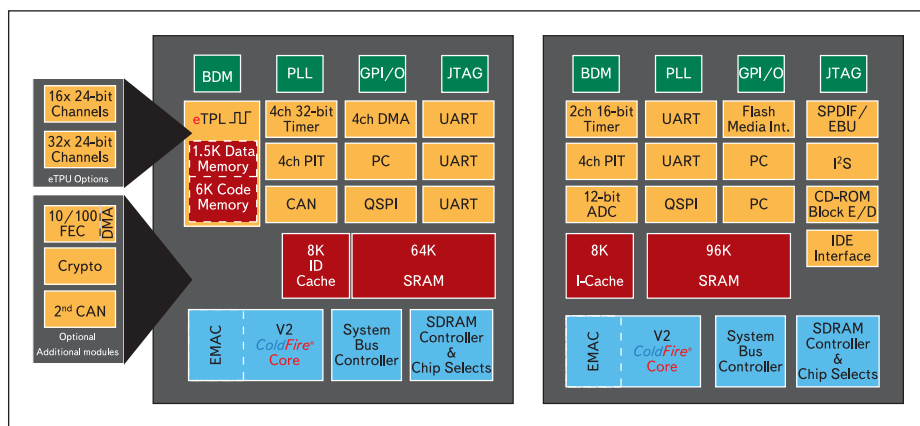 16x 24-bit
Channels
32x 24-bit
Channels
eTPU Options
10/100
FEC
DMA
Crypto
2nd CAN
Optional
Additional modules
BDM
PLL
GPI/O
JTAG
eTPL
4ch 32-bit
Timer
4ch DMA
UART
1.5K Data
Memory
4ch PIT
PC
UART
6K Code
Memory
CAN
QSPI
UART
8K
ID
Cache
64K
SRAM
EMAC
V2
ColdFire®
Core
System
Bus
Controller
SDRAM
Controller
&
Chip Selects
BDM
PLL
GPI/O
JTAG
2ch 16-bit
Timer
UART
Flash
Media Int.
SPDIF/
EBU
4ch PIT
UART
PC
I²S
12-bit
ADC
QSPI
PC
CD-ROM
Block E/D
IDE
Interface
8K
I-Cache
96K
SRAM
EMAC
V2
ColdFire®
Core
System
Bus
Controller
SDRAM
Controller
&
Chip Selects